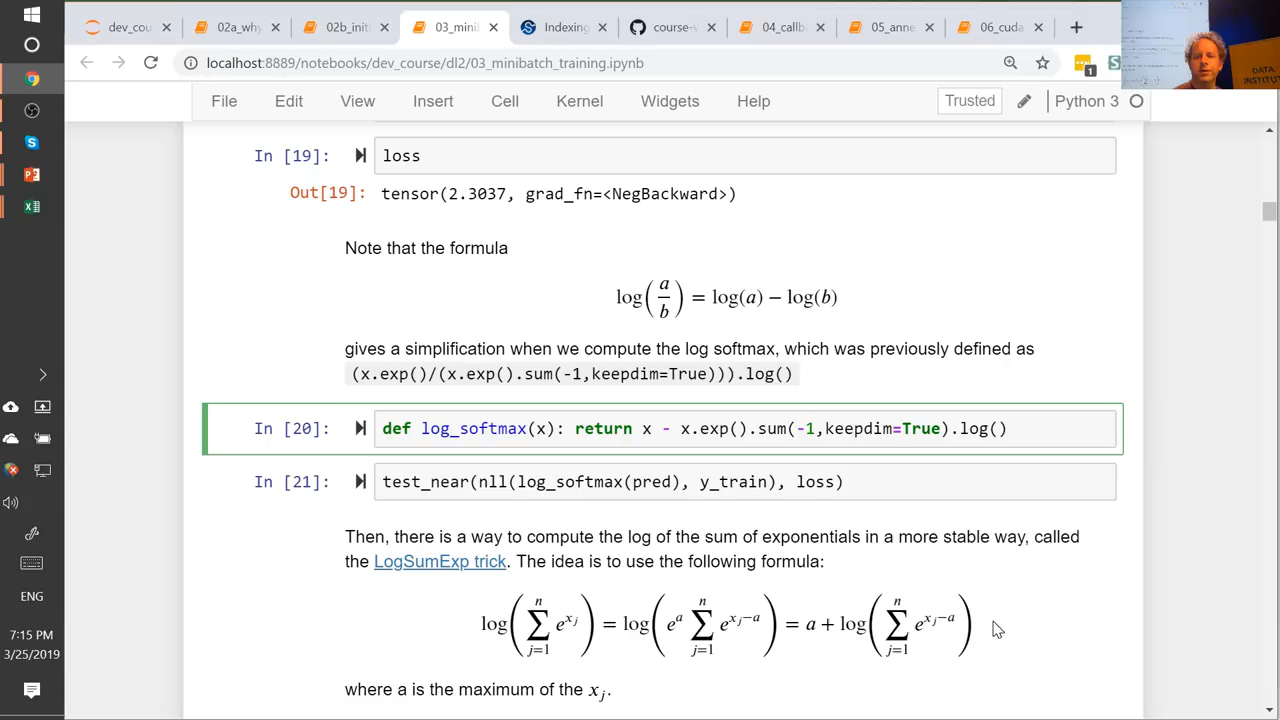 dev_cou
02a_why
02b_initi
03_minil
Indexing
course-
04_callb
05_anne
06_cuda
localhost:8889/notebooks/dev_course/dl2/03_minibatch_training.ipynb
1
DATA
INSTITUT
File Edit View Insert Cell Kernel Widgets Help
Trusted
Python 3
In [19]: loss
Out[19]: tensor(2.3037, grad_fn=<NegBackward>)
Note that the formula
log(a/b) = log(a) − log(b)
gives a simplification when we compute the log softmax, which was previously defined as
(x.exp()/(x.exp().sum(-1,keepdim=True))).log()
In [20]: def log_softmax(x): return x - x.exp().sum(-1,keepdim=True).log()
In [21]: test_near(nll(log_softmax(pred), y_train), loss)
Then, there is a way to compute the log of the sum of exponentials in a more stable way, called
the LogSumExp trick. The idea is to use the following formula:
log(∑_{j=1}^{n} e^{x_j}) = log(e^a ∑_{j=1}^{n} e^{x_j−a}) = a + log(∑_{j=1}^{n} e^{x_j−a})
where a is the maximum of the x_j.
ENG
7:15 PM
3/25/2019